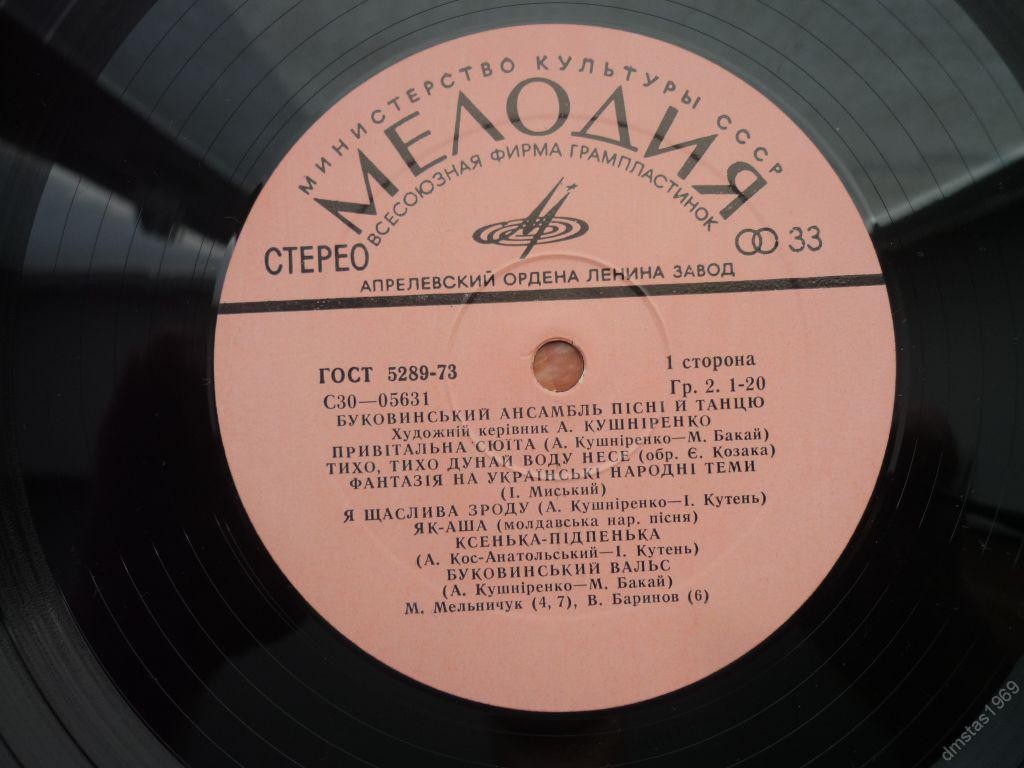 МИНИСТЕРСТВО КУЛЬТУРЫ СССР
МЕЛОДИЯ
ВСЕСОЮЗНАЯ ФИРМА ГРАМПЛАСТИНОК
СТЕРЕО
33
АПРЕЛЕВСКИЙ ОРДЕНА ЛЕНИНА ЗАВОД
ГОСТ 5289-73
1 сторона
С30—05631
Гр. 2. 1-20
БУКОВИНСЬКИЙ АНСАМБЛЬ ПІСНІ Й ТАНЦЮ
Художній керівник А. КУШНІРЕНКО
ПРИВІТАЛЬНА СЮЇТА (А. Кушніренко—М. Бакай)
ТИХО, ТИХО ДУНАЙ ВОДУ НЕСЕ (обр. Є. Козака)
ФАНТАЗІЯ НА УКРАЇНСЬКІ НАРОДНІ ТЕМИ
(І. Миський)
Я ЩАСЛИВА ЗРОДУ (А. Кушніренко—І. Кутень)
ЯК-АША (молдавська нар. пісня)
КСЕНЬКА-ПІДПЕНЬКА
(А. Кос-Анатольський—І. Кутень)
БУКОВИНСЬКИЙ ВАЛЬС
(А. Кушніренко—М. Бакай)
М. Мельничук (4, 7), В. Баринов (6)
dmstas1969